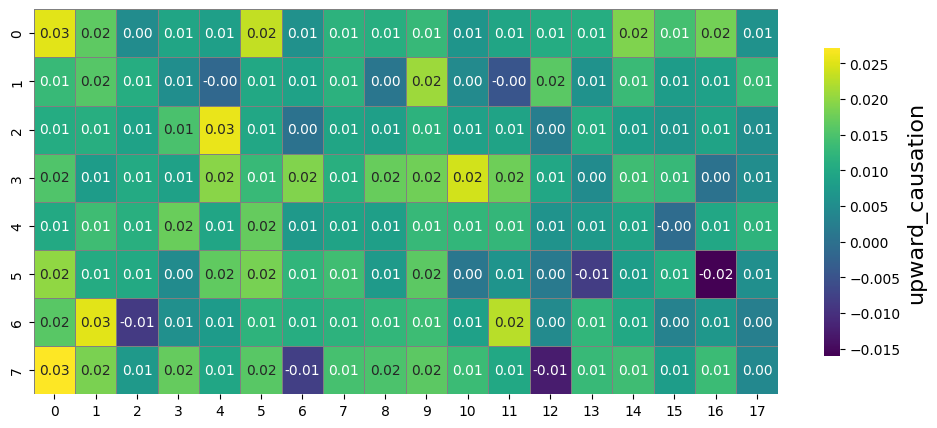 0 0.03 0.02 0.00 0.01 0.01 0.02 0.01 0.01 0.01 0.01 0.01 0.01 0.01 0.01 0.02 0.01 0.02 0.01
1 0.01 0.02 0.01 0.01 -0.00 0.01 0.01 0.01 0.00 0.02 0.00 -0.00 0.02 0.01 0.01 0.01 0.01 0.01
2 0.01 0.01 0.01 0.01 0.03 0.01 0.00 0.01 0.01 0.01 0.01 0.01 0.00 0.01 0.01 0.01 0.01 0.01
3 0.02 0.01 0.01 0.01 0.02 0.01 0.02 0.01 0.02 0.02 0.02 0.02 0.01 0.00 0.01 0.01 0.00 0.01
4 0.01 0.01 0.01 0.02 0.01 0.02 0.01 0.01 0.01 0.01 0.01 0.01 0.01 0.01 0.01 -0.00 0.01 0.01
5 0.02 0.01 0.01 0.00 0.02 0.02 0.01 0.01 0.01 0.02 0.00 0.01 0.00 -0.01 0.01 0.01 -0.02 0.01
6 0.02 0.03 -0.01 0.01 0.01 0.01 0.01 0.01 0.01 0.01 0.01 0.02 0.00 0.01 0.01 0.00 0.01 0.00
7 0.03 0.02 0.01 0.02 0.01 0.02 -0.01 0.01 0.02 0.02 0.01 0.01 -0.01 0.01 0.01 0.01 0.01 0.00
0 1 2 3 4 5 6 7 8 9 10 11 12 13 14 15 16 17
0.025
0.020
0.015
0.010
0.005
0.000
−0.005
−0.010
−0.015
upward_causation